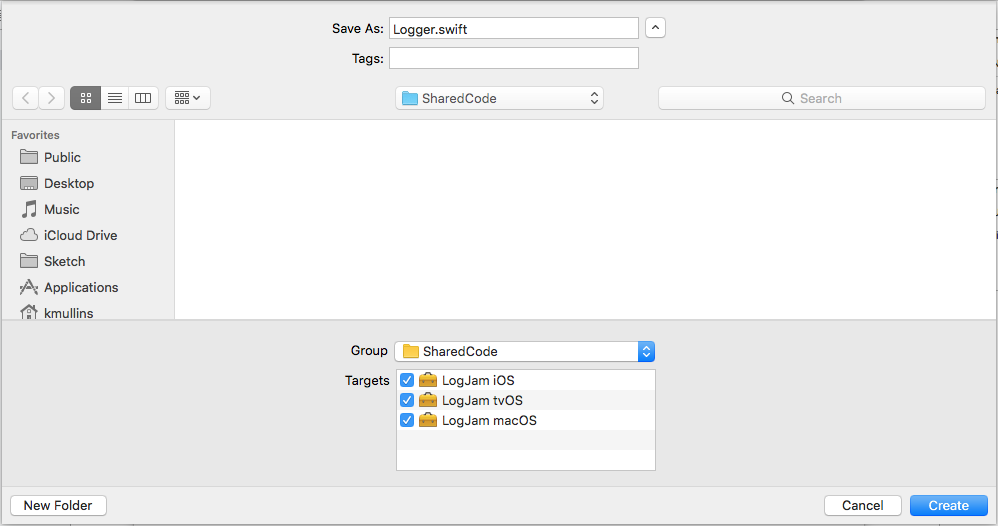 Save As: Logger.swift
Tags:
SharedCode
Search
Favorites
Public
Desktop
Music
iCloud Drive
Sketch
Applications
kmullins
Group SharedCode
Targets LogJam iOS
LogJam tvOS
LogJam macOS
New Folder Cancel Create